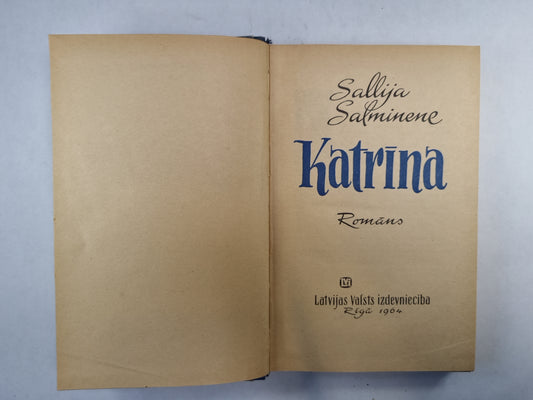 Sallija
Salminene
Katrīna
Romāns
LVI
Latvijas Valsts izdevniecība
Rīgā 1964